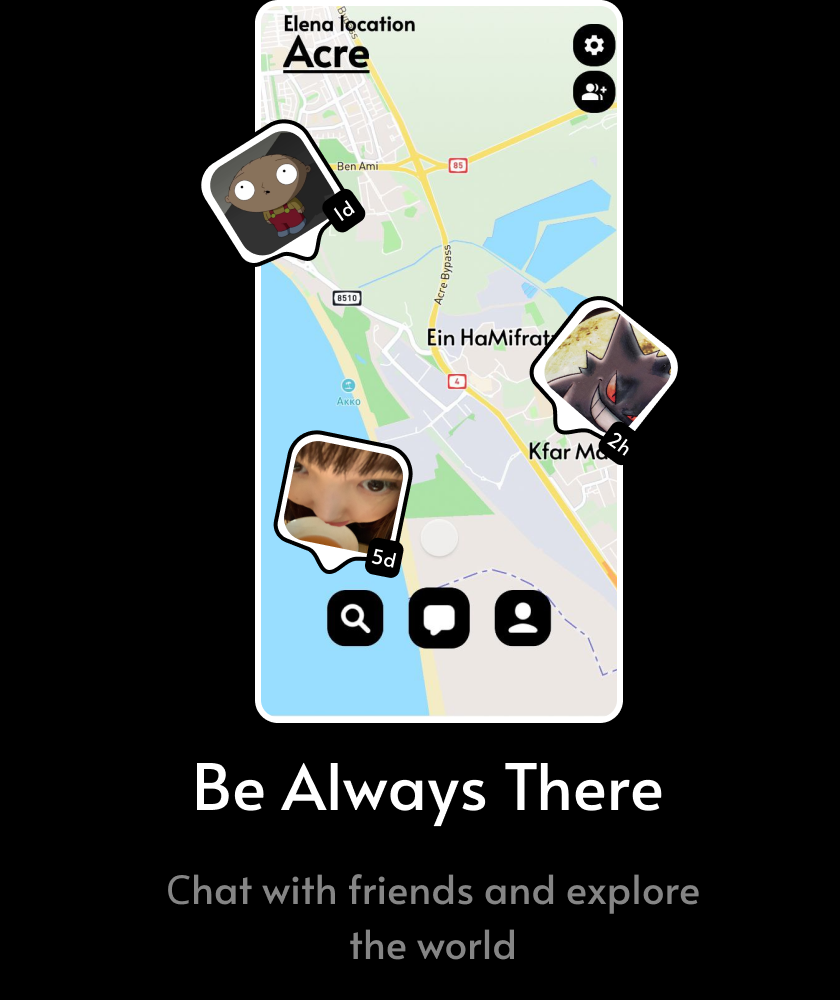 Elena location
Acre
Ben Ami
85
1d
Acre Bypass
8510
Ein HaMifrat
4
Акко
2h
Kfar Ma
5d
Be Always There
Chat with friends and explore
the world